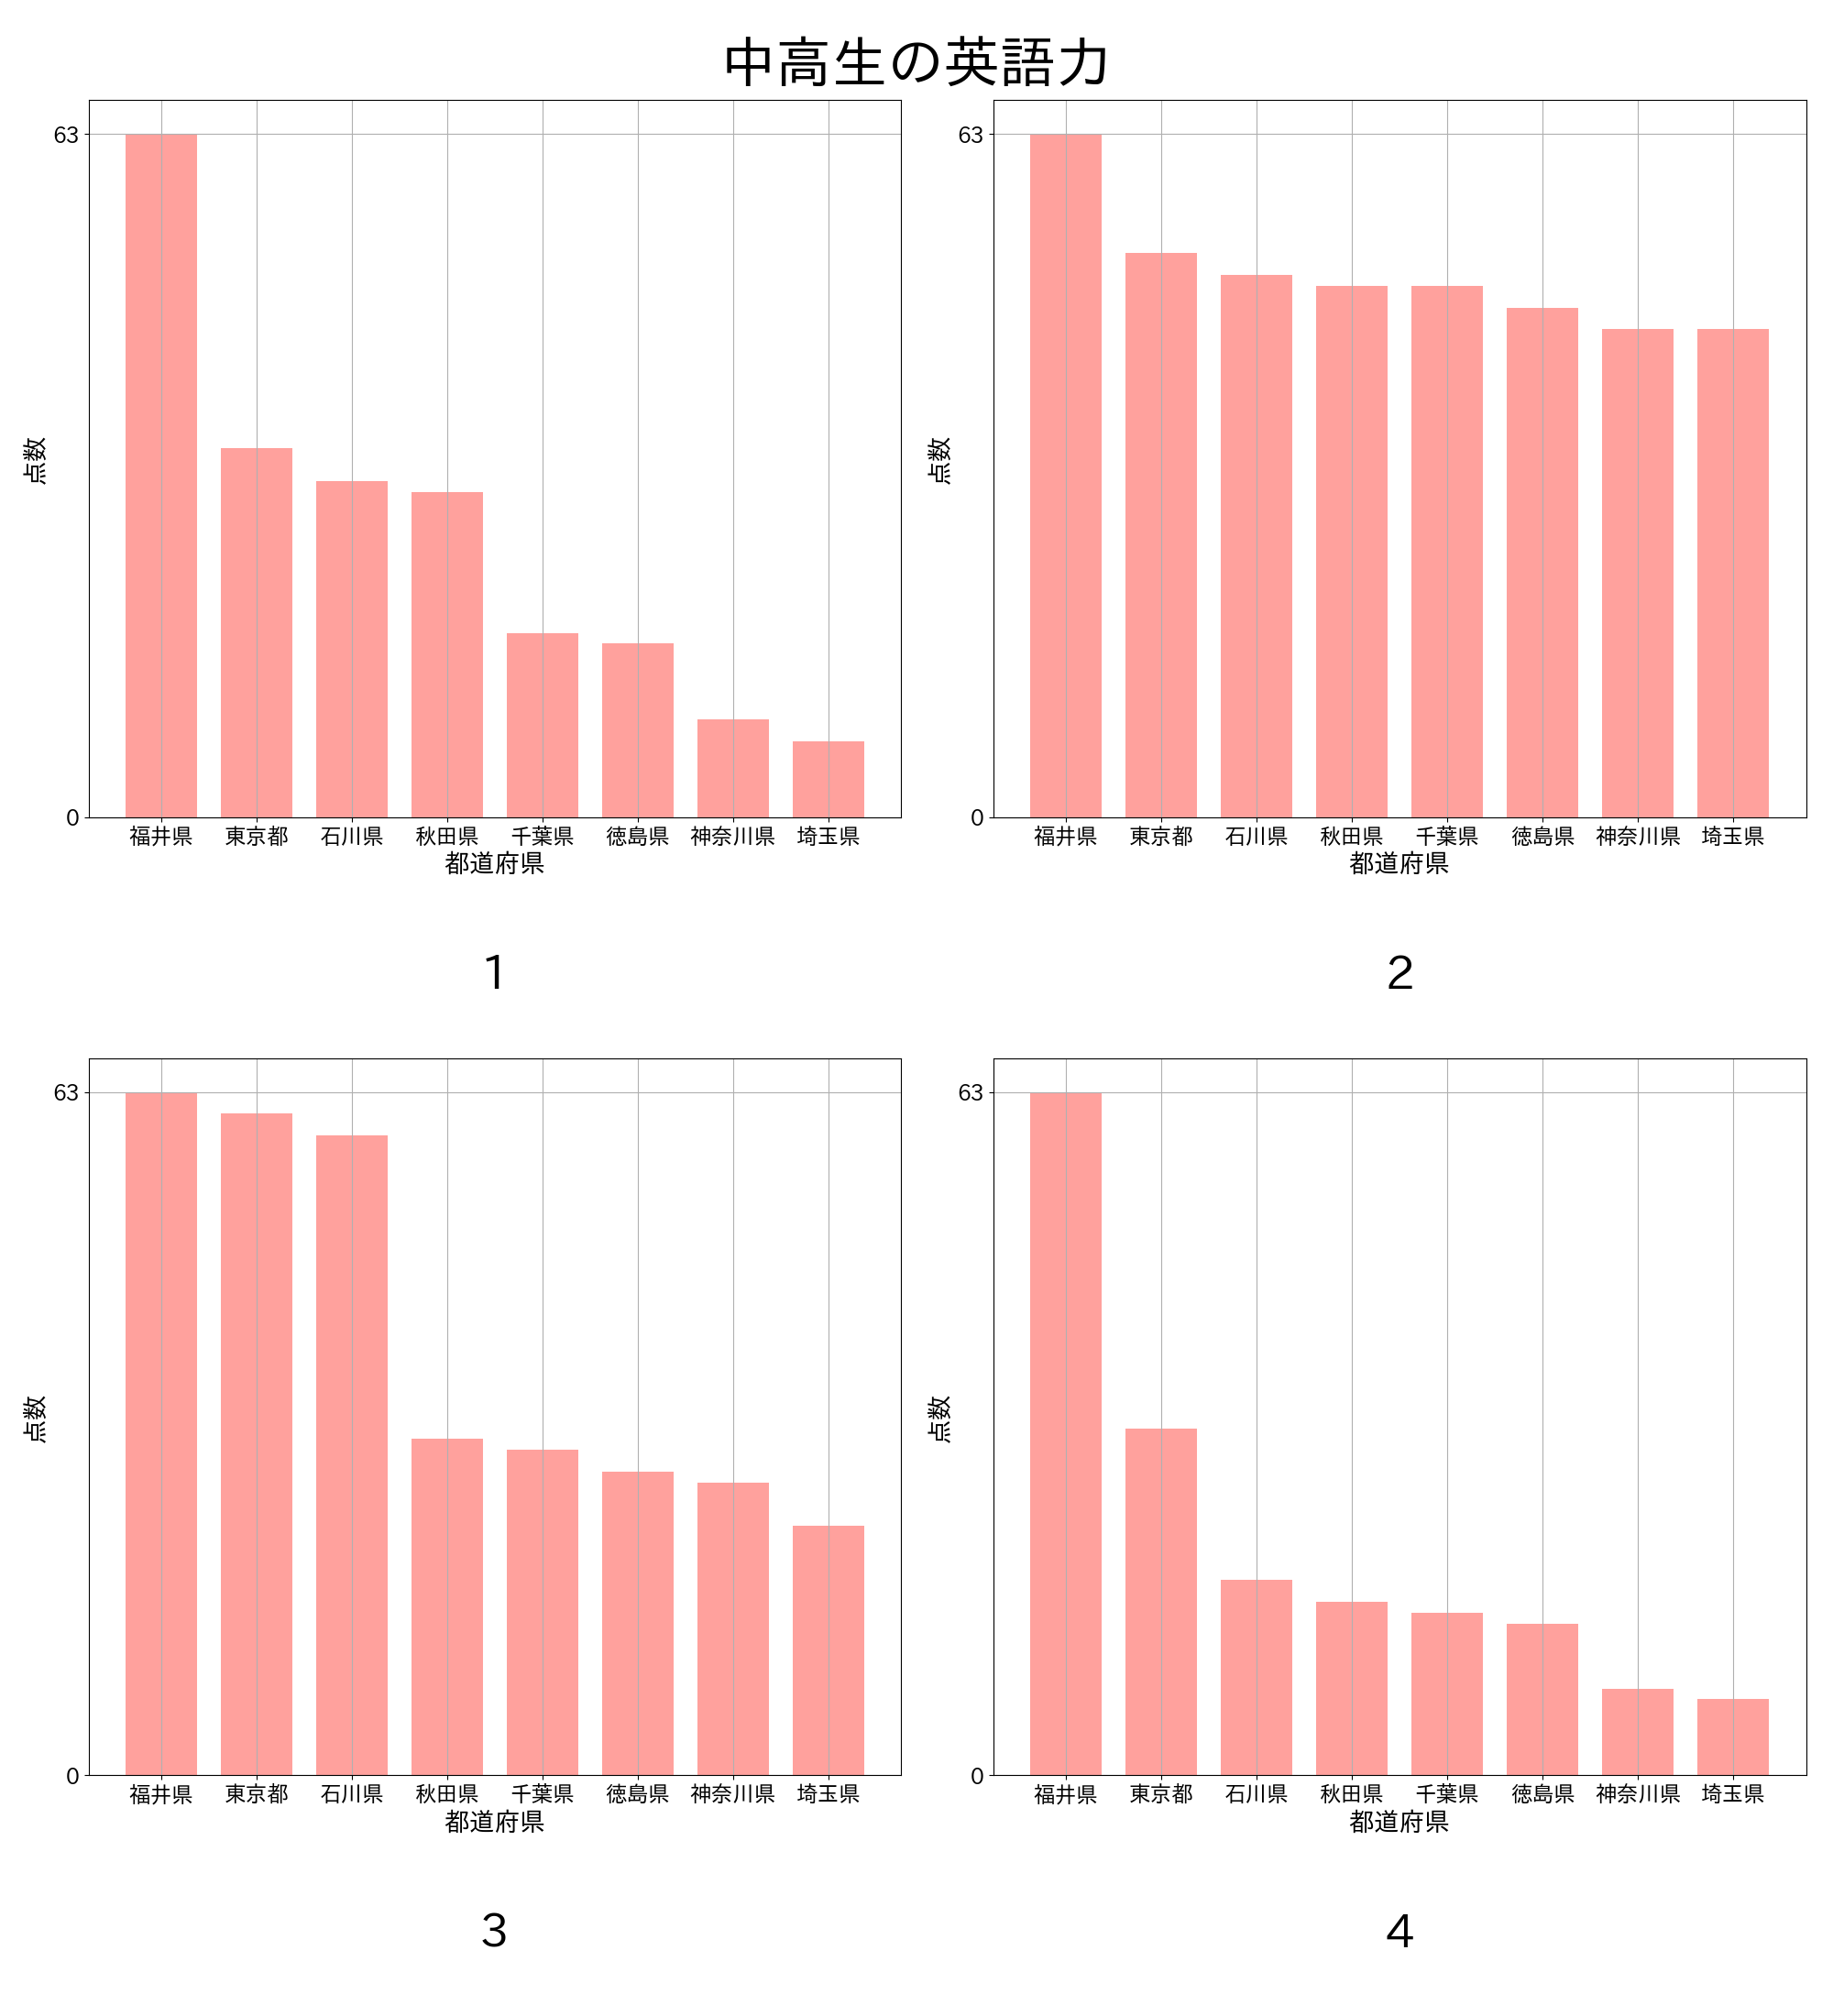 中高生の英語力
63
点数
0
福井県 東京都 石川県 秋田県 千葉県 徳島県 神奈川県 埼玉県
都道府県
1
63
点数
0
福井県 東京都 石川県 秋田県 千葉県 徳島県 神奈川県 埼玉県
都道府県
2
63
点数
0
福井県 東京都 石川県 秋田県 千葉県 徳島県 神奈川県 埼玉県
都道府県
3
63
点数
0
福井県 東京都 石川県 秋田県 千葉県 徳島県 神奈川県 埼玉県
都道府県
4